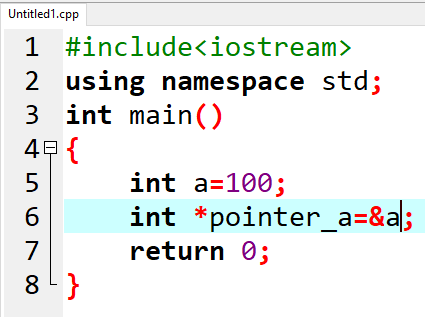 Untitled1.cpp
1 #include<iostream>
2 using namespace std;
3 int main()
4 {
5 int a=100;
6 int *pointer_a=&a;
7 return 0;
8 }